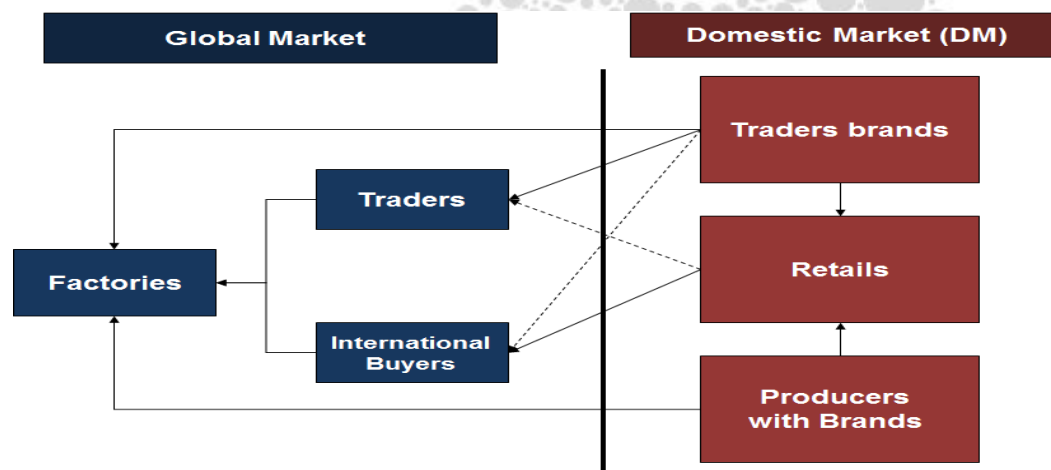 Global Market
Domestic Market (DM)
Traders brands
Traders
Retails
Factories
International
Buyers
Producers
with Brands